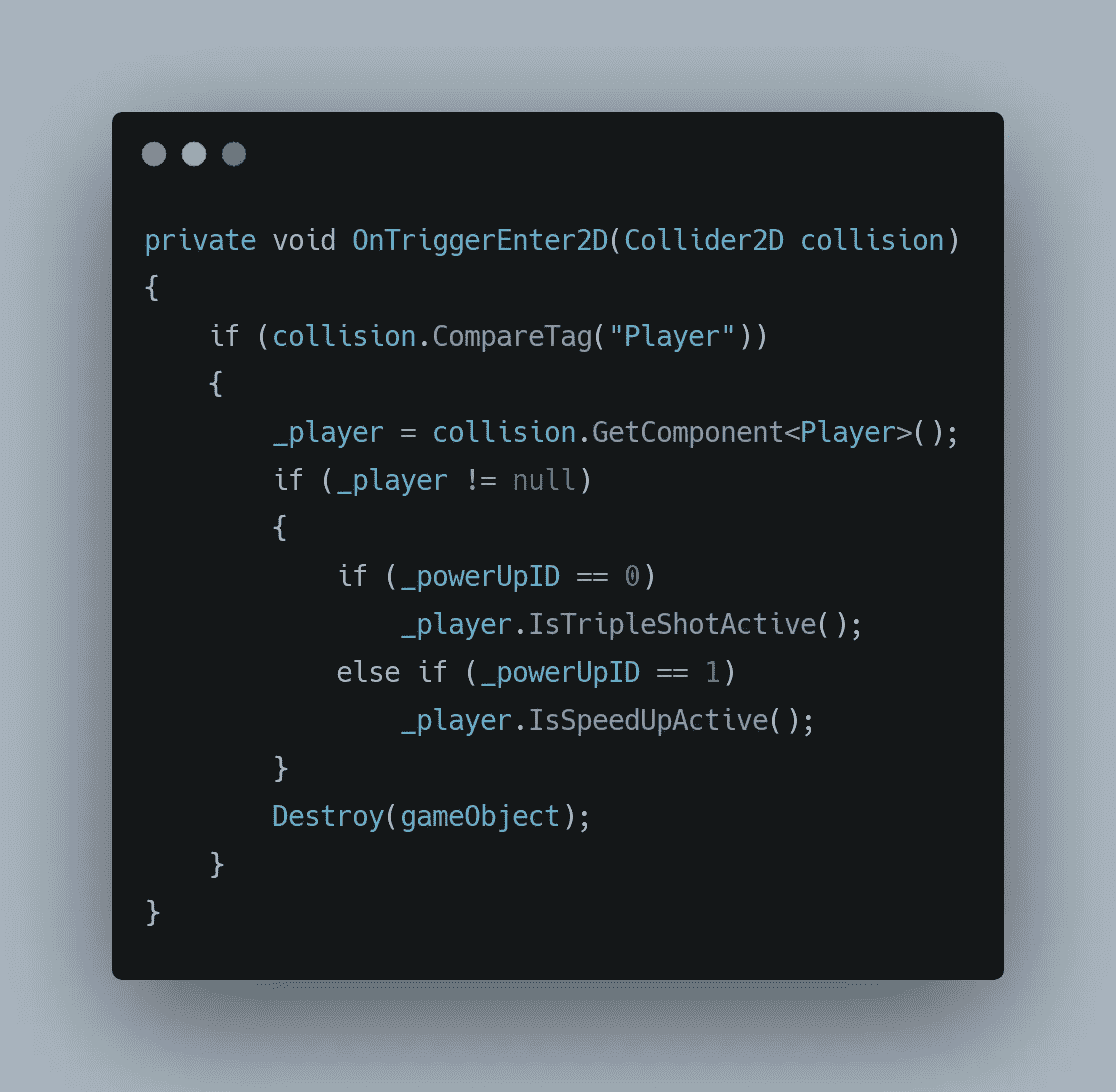 private void OnTriggerEnter2D(Collider2D collision)
{
    if (collision.CompareTag("Player"))
    {
        _player = collision.GetComponent<Player>();
        if (_player != null)
        {
            if (_powerUpID == 0)
                _player.IsTripleShotActive();
            else if (_powerUpID == 1)
                _player.IsSpeedUpActive();
        }
        Destroy(gameObject);
    }
}